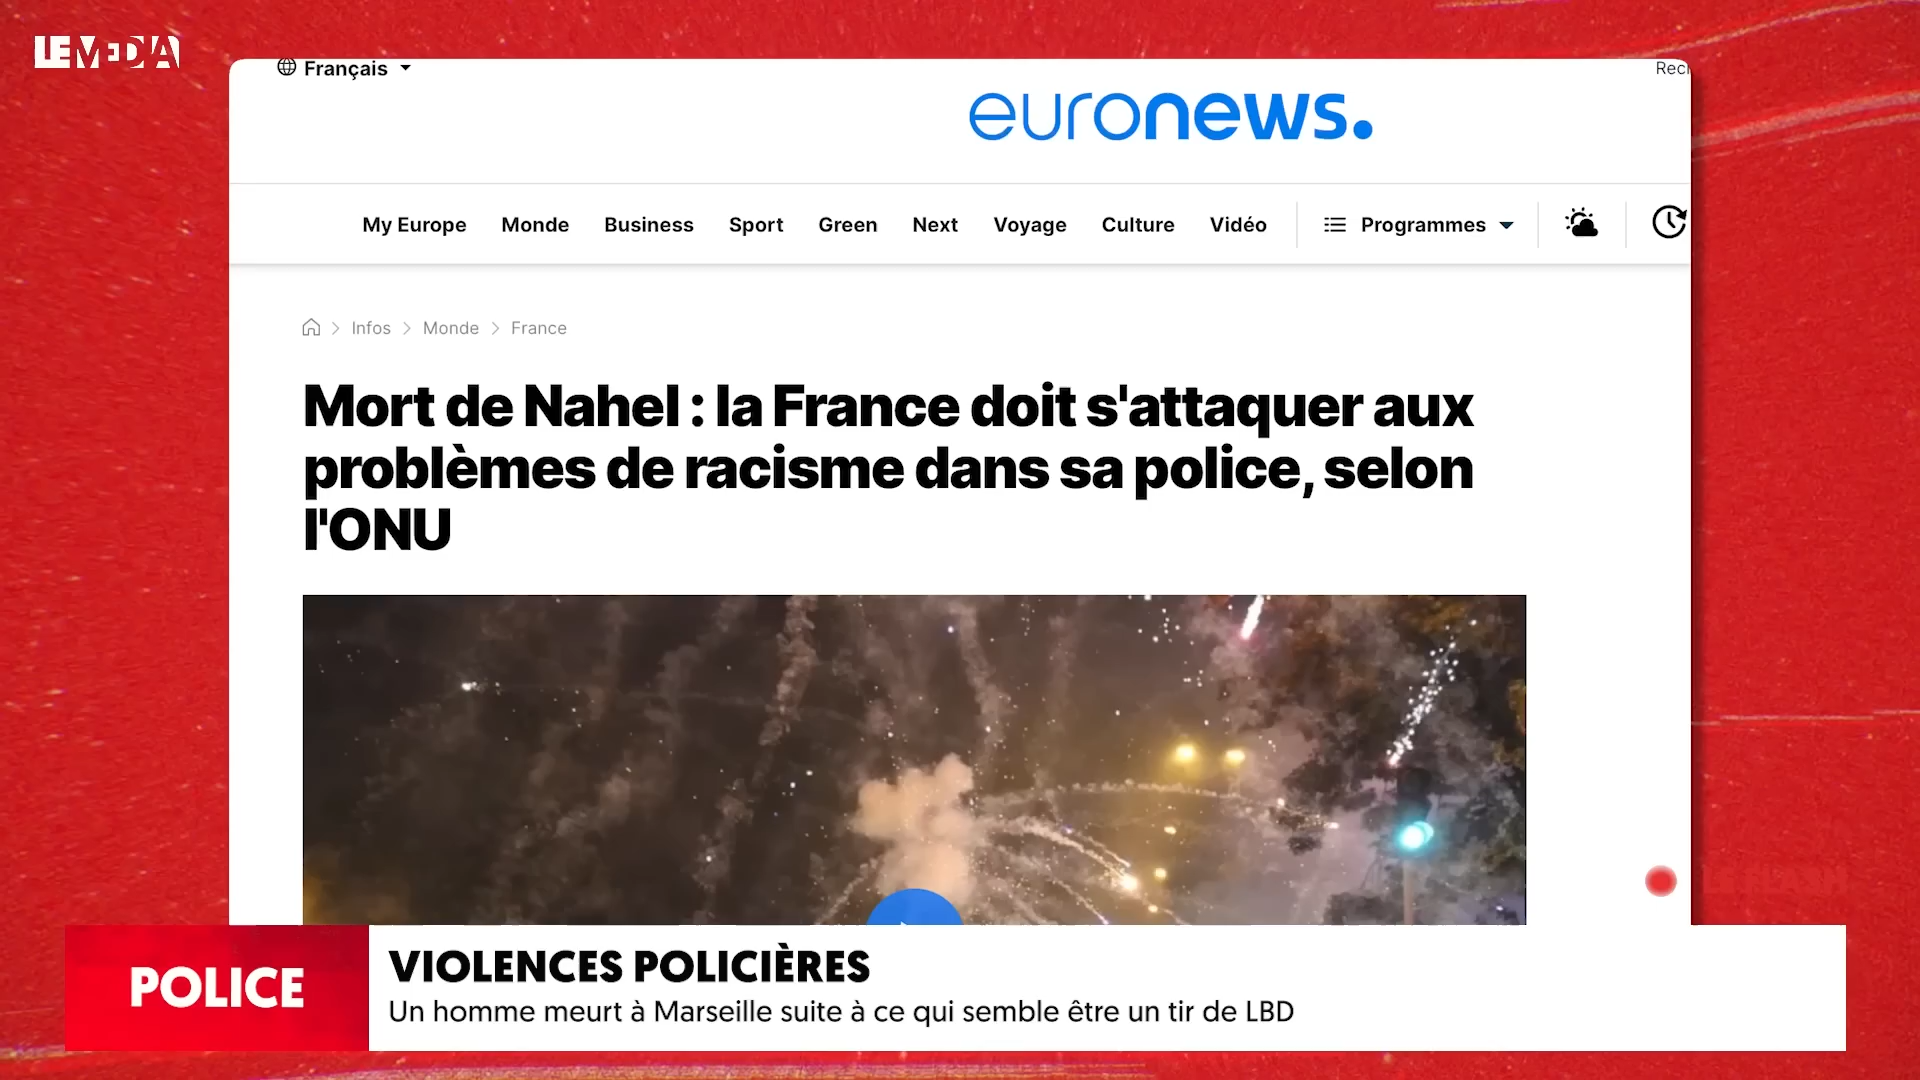 LE MEDIA
Français
euronews.
My Europe Monde Business Sport Green Next Voyage Culture Vidéo Programmes
Infos Monde France
Mort de Nahel : la France doit s'attaquer aux
problèmes de racisme dans sa police, selon
l'ONU
LE FLASH
POLICE
VIOLENCES POLICIÈRES
Un homme meurt à Marseille suite à ce qui semble être un tir de LBD